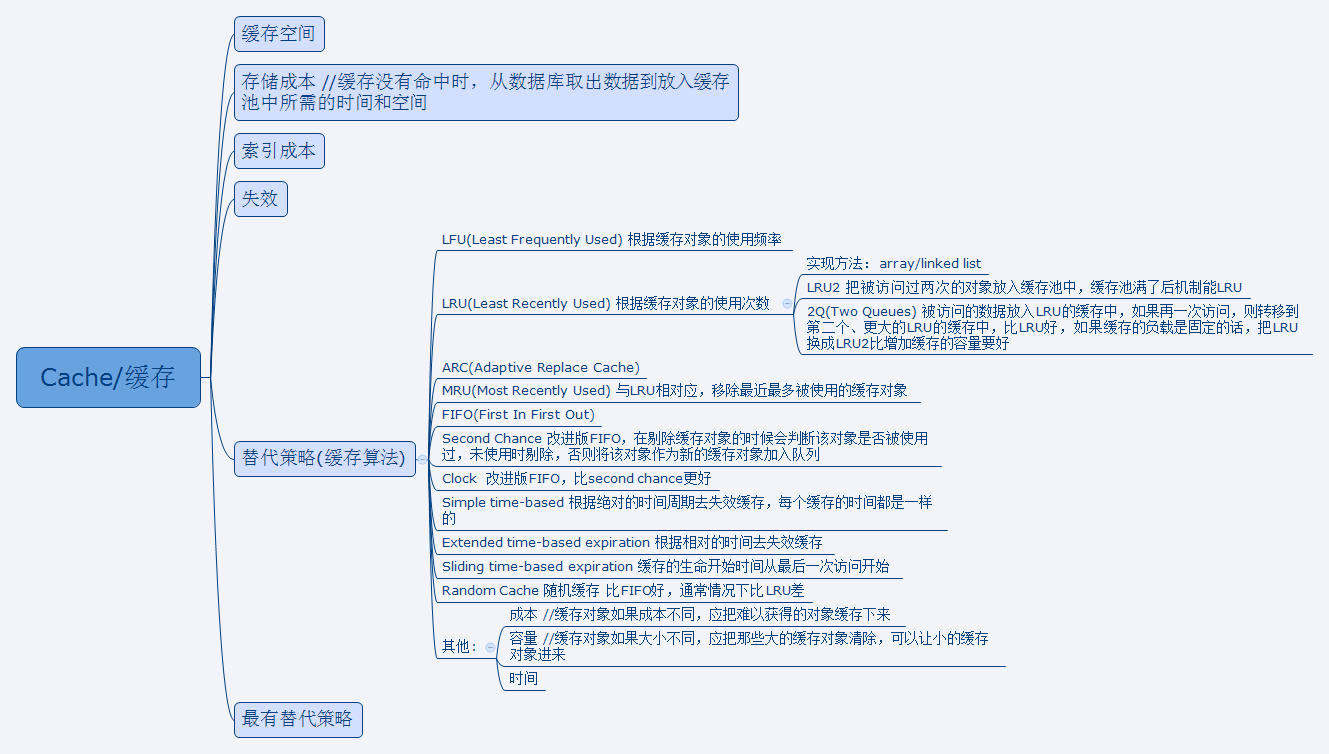 缓存空间
存储成本 //缓存没有命中时，从数据库取出数据到放入缓存
池中所需的时间和空间
索引成本
失效
LFU(Least Frequently Used) 根据缓存对象的使用频率
实现方法：array/linked list
LRU2 把被访问过两次的对象放入缓存池中，缓存池满了后机制能LRU
LRU(Least Recently Used) 根据缓存对象的使用次数
2Q(Two Queues) 被访问的数据放入LRU的缓存中，如果再一次访问，则转移到
第二个、更大的LRU的缓存中，比LRU好，如果缓存的负载是固定的话，把LRU
换成LRU2比增加缓存的容量要好
Cache/缓存
ARC(Adaptive Replace Cache)
MRU(Most Recently Used) 与LRU相对应，移除最近最多被使用的缓存对象
FIFO(First In First Out)
替代策略(缓存算法)
Second Chance 改进版FIFO，在剔除缓存对象的时候会判断该对象是否被使用
过，未使用时剔除，否则将该对象作为新的缓存对象加入队列
Clock 改进版FIFO，比second chance更好
Simple time-based 根据绝对的时间周期去失效缓存，每个缓存的时间都是一样
的
Extended time-based expiration 根据相对的时间去失效缓存
Sliding time-based expiration 缓存的生命开始时间从最后一次访问开始
Random Cache 随机缓存 比FIFO好，通常情况下比LRU差
其他：
成本 //缓存对象如果成本不同，应把难以获得的对象缓存下来
容量 //缓存对象如果大小不同，应把那些大的缓存对象清除，可以让小的缓存
对象进来
时间
最有替代策略